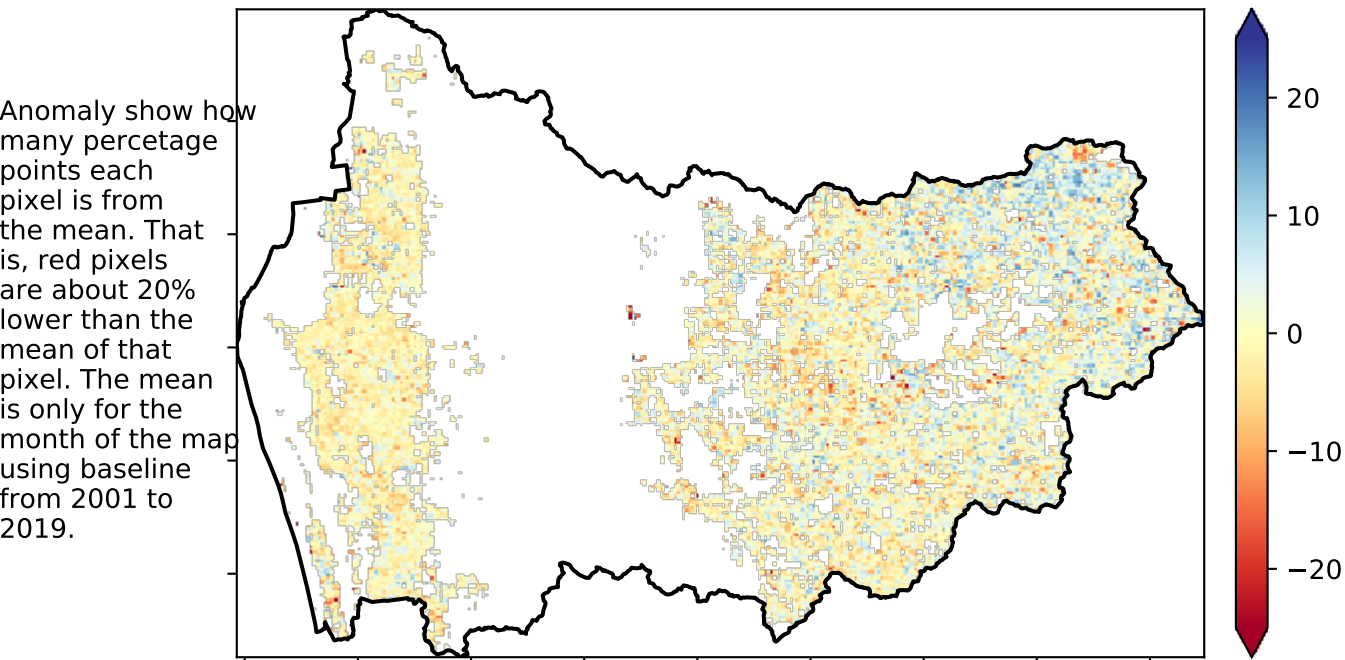 Anomaly show how
many percetage
points each
pixel is from
the mean. That
is, red pixels
are about 20%
lower than the
mean of that
pixel. The mean
is only for the
month of the map
using baseline
from 2001 to
2019.
20
10
0
−10
−20